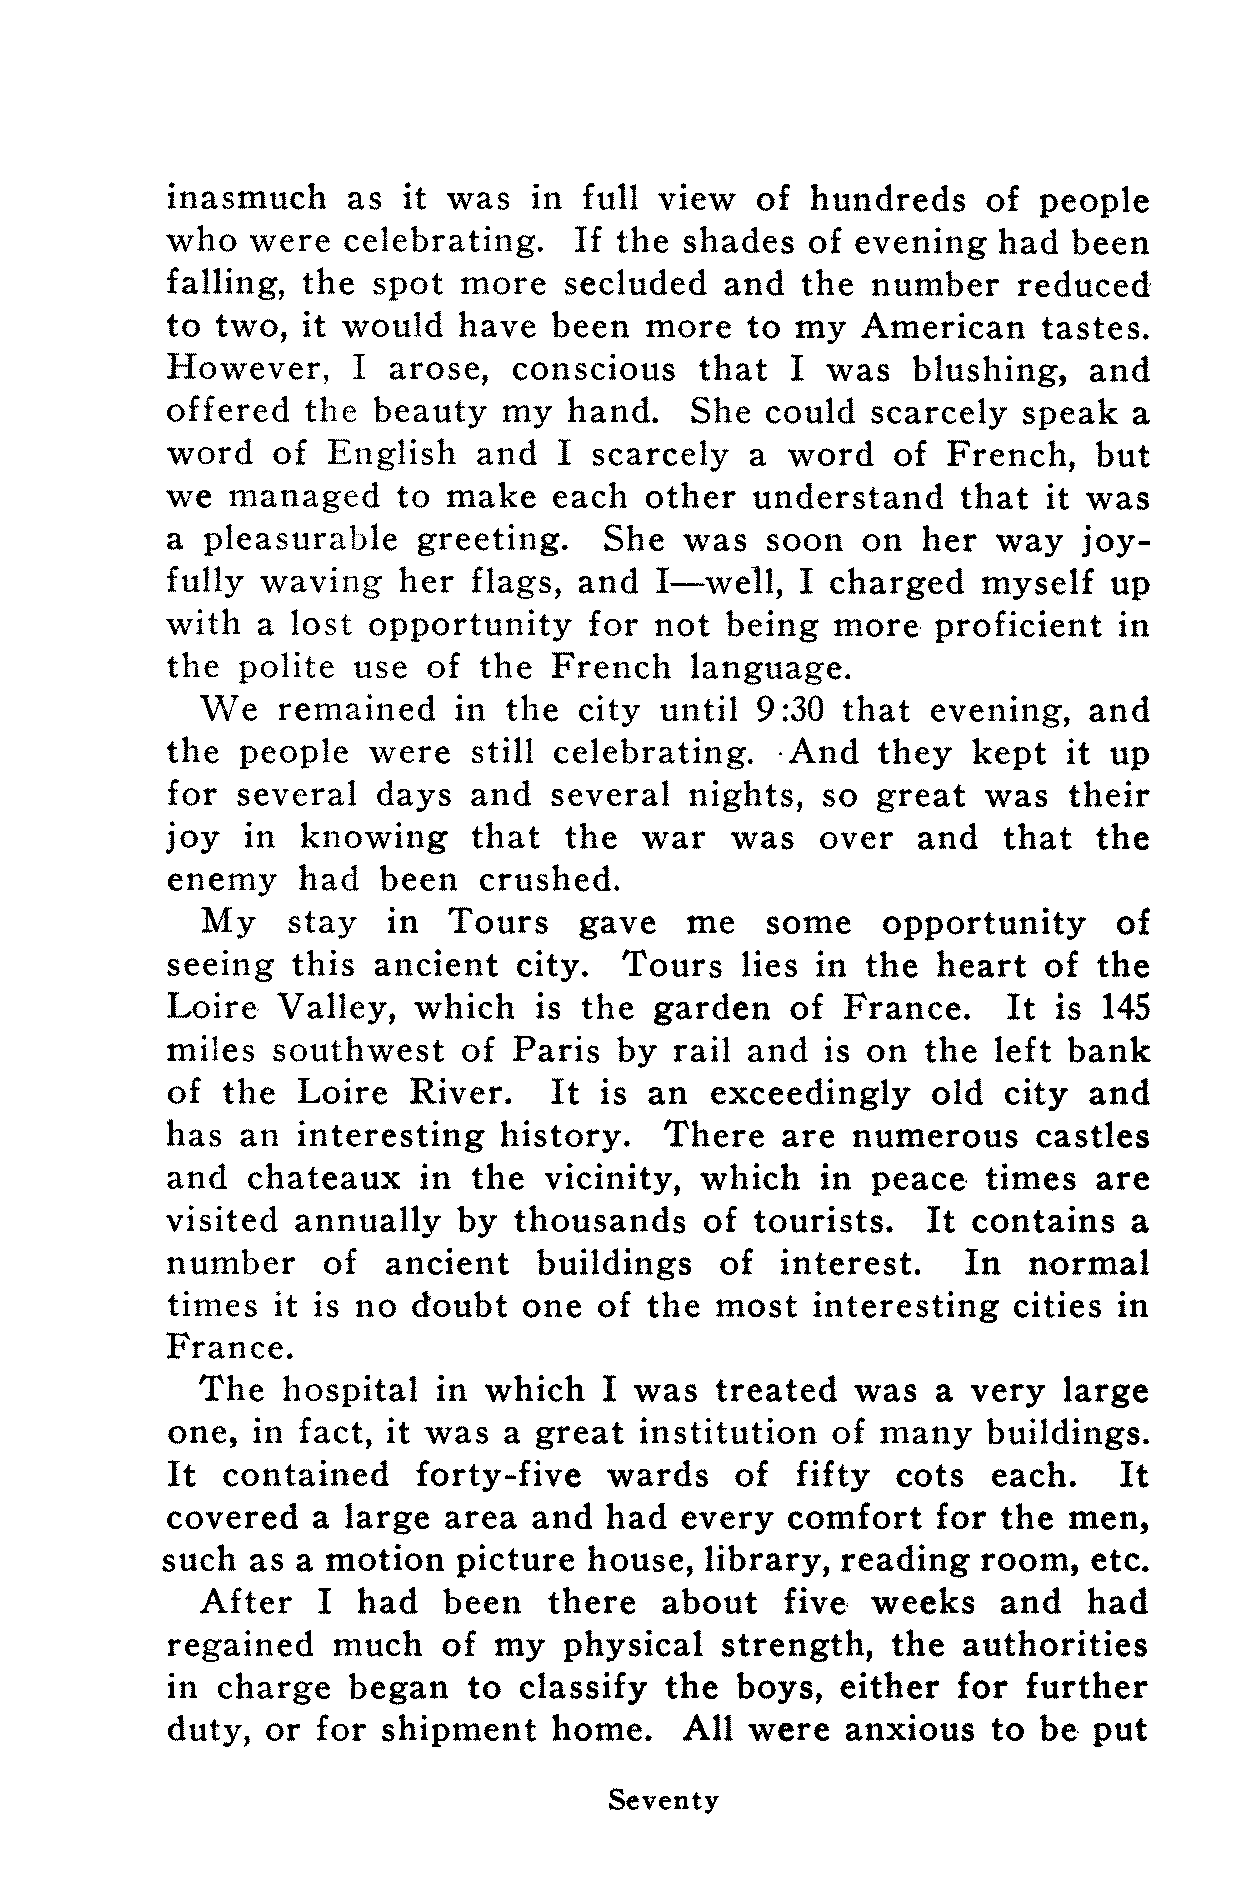 inasmuch as it was in full view of hundreds of people
who were celebrating. If the shades of evening had been
falling, the spot more secluded and the number reduced
to two, it would have been more to my American tastes.
However, I arose, conscious that I was blushing, and
offered the beauty my hand. She could scarcely speak a
word of English and I scarcely a word of French, but
we managed to make each other understand that it was
a pleasurable greeting. She was soon on her way joy-
fully waving her flags, and I—well, I charged myself up
with a lost opportunity for not being more proficient in
the polite use of the French language.
We remained in the city until 9:30 that evening, and
the people were still celebrating. And they kept it up
for several days and several nights, so great was their
joy in knowing that the war was over and that the
enemy had been crushed.
My stay in Tours gave me some opportunity of
seeing this ancient city. Tours lies in the heart of the
Loire Valley, which is the garden of France. It is 145
miles southwest of Paris by rail and is on the left bank
of the Loire River. It is an exceedingly old city and
has an interesting history. There are numerous castles
and chateaux in the vicinity, which in peace times are
visited annually by thousands of tourists. It contains a
number of ancient buildings of interest. In normal
times it is no doubt one of the most interesting cities in
France.
The hospital in which I was treated was a very large
one, in fact, it was a great institution of many buildings.
It contained forty-five wards of fifty cots each. It
covered a large area and had every comfort for the men,
such as a motion picture house, library, reading room, etc.
After I had been there about five weeks and had
regained much of my physical strength, the authorities
in charge began to classify the boys, either for further
duty, or for shipment home. All were anxious to be put
Seventy